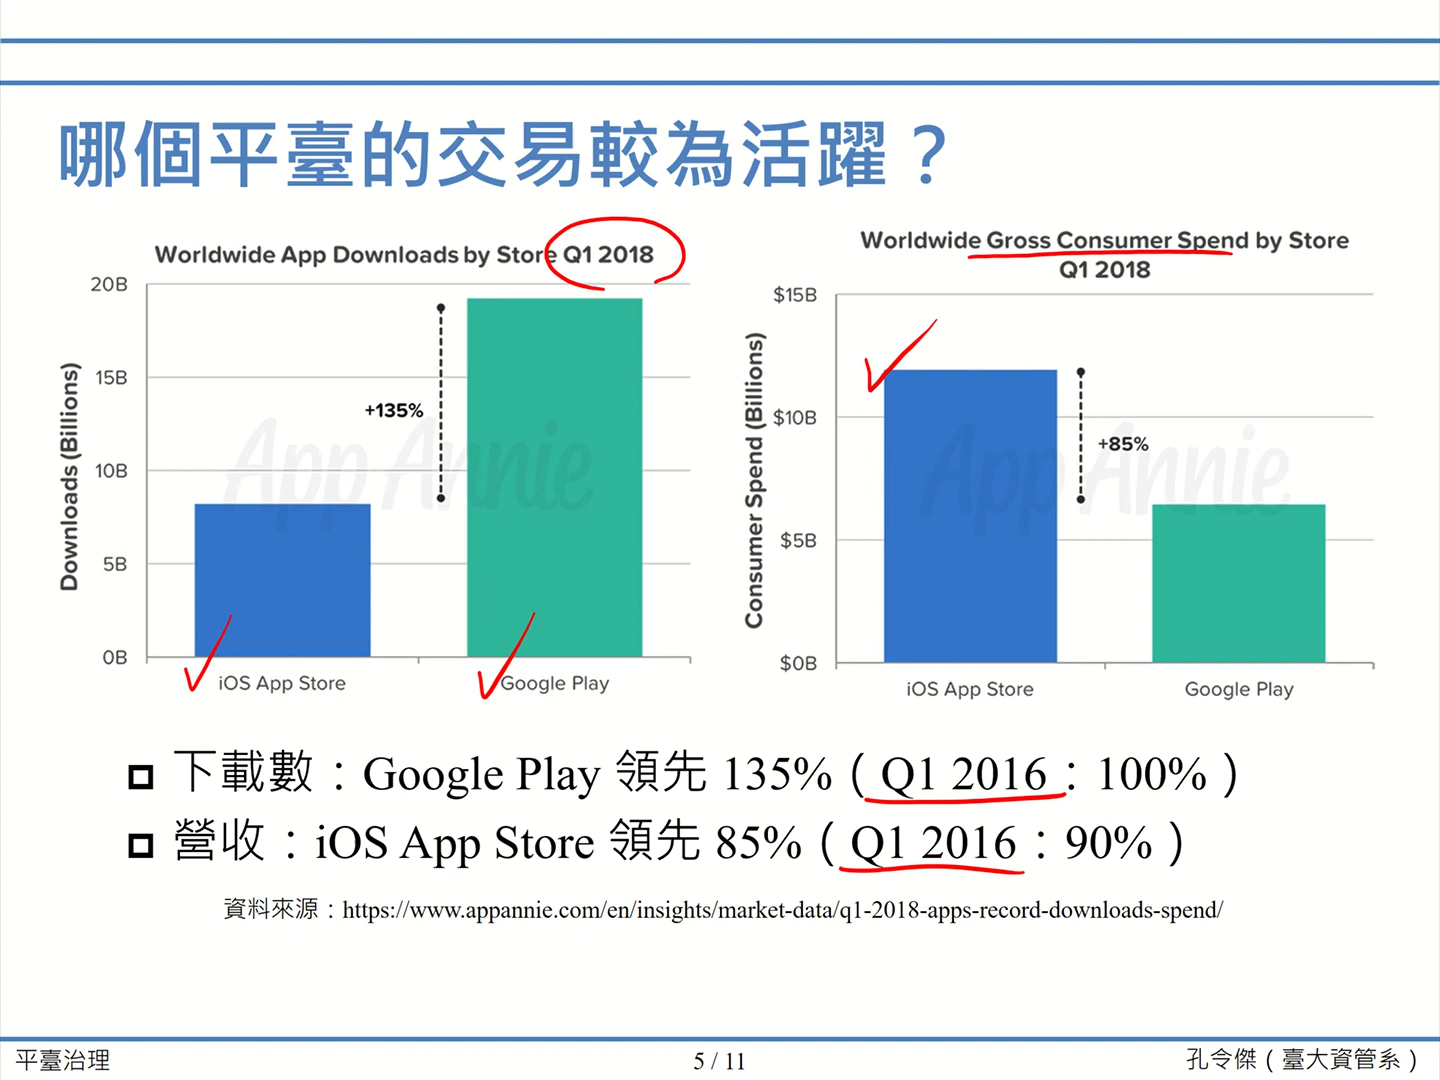 哪個平臺的交易較為活躍？
Worldwide App Downloads by Store Q1 2018
20B
15B
10B
5B
0B
Downloads (Billions)
+135%
App Annie
iOS App Store
Google Play
Worldwide Gross Consumer Spend by Store
Q1 2018
$15B
$10B
$5B
$0B
Consumer Spend (Billions)
+85%
App Annie
iOS App Store
Google Play
下載數：Google Play 領先 135%（Q1 2016：100%）
營收：iOS App Store 領先 85%（Q1 2016：90%）
資料來源：https://www.appannie.com/en/insights/market-data/q1-2018-apps-record-downloads-spend/
平臺治理
5 / 11
孔令傑（臺大資管系）